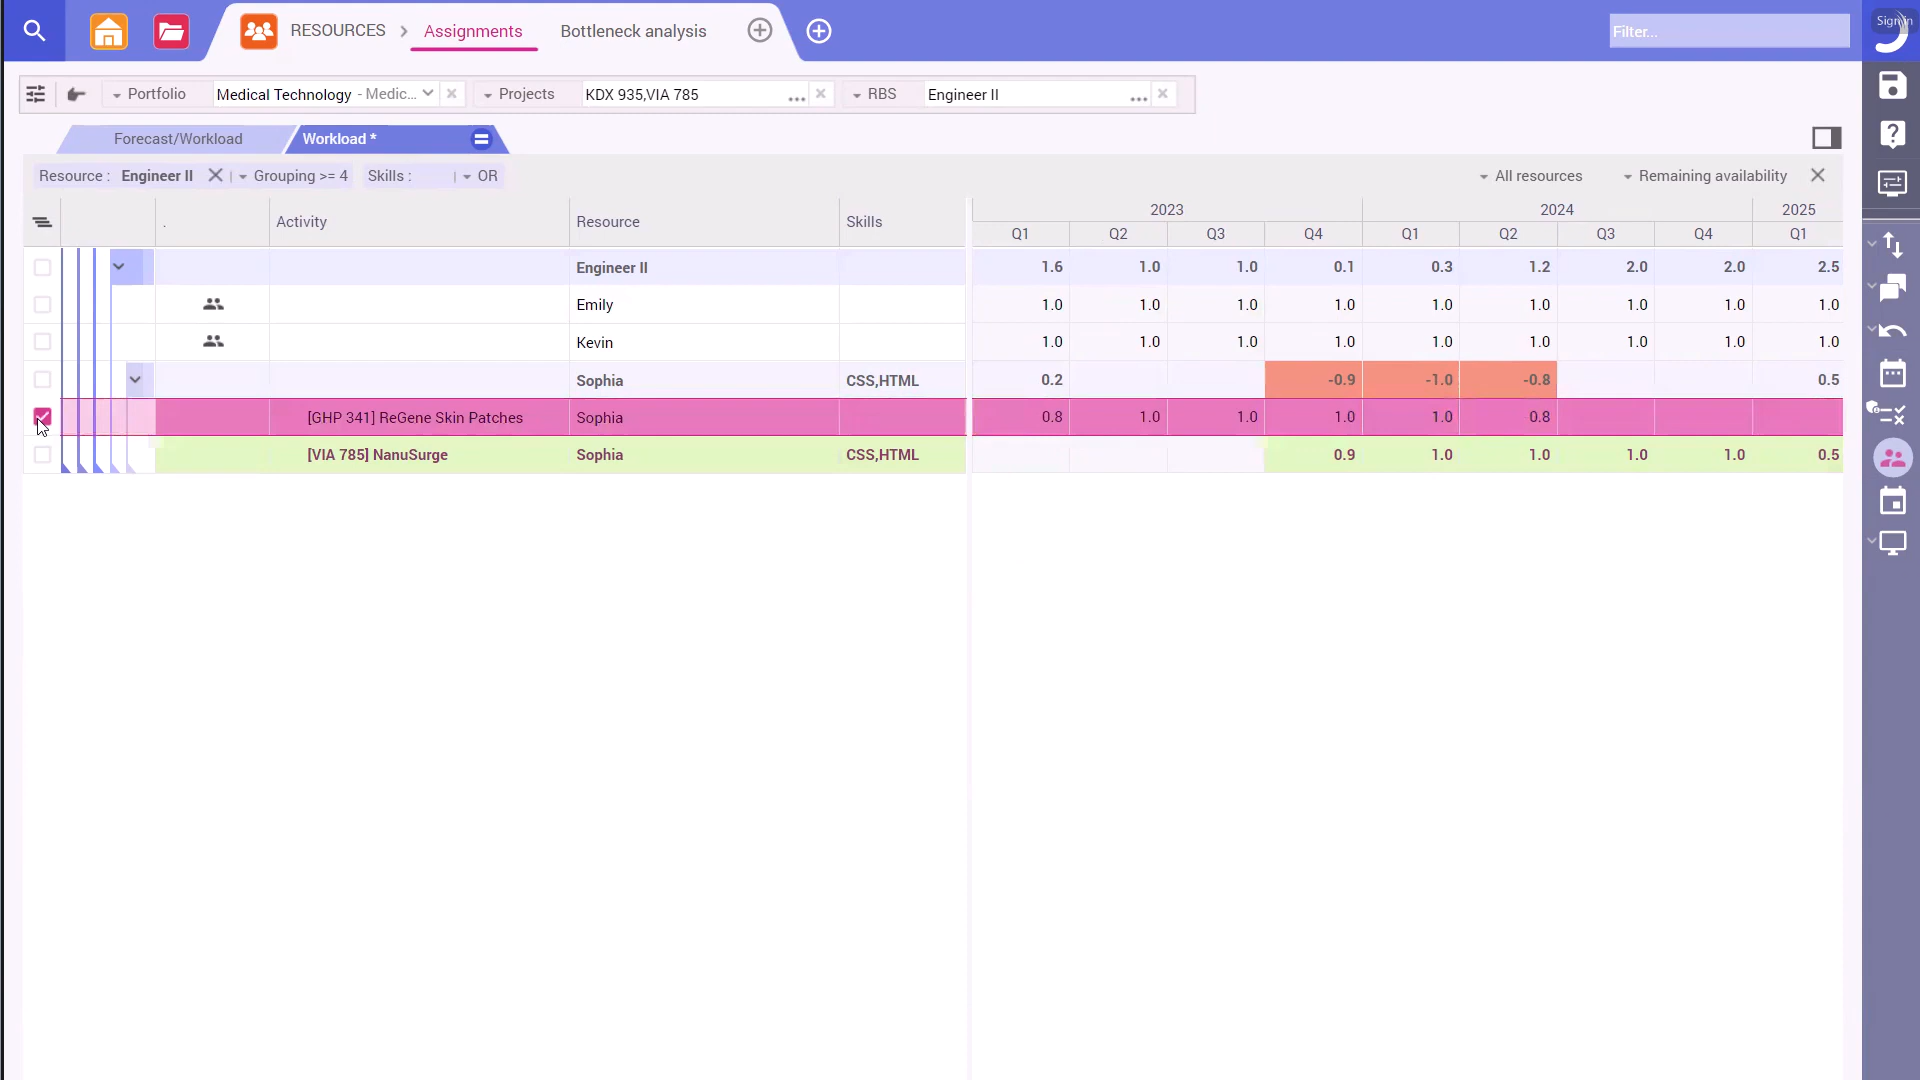 RESOURCES > Assignments Bottleneck analysis
Filter...
Sign in
Portfolio Medical Technology - Medic... Projects KDX 935,VIA 785 ... RBS Engineer II ...
Forecast/Workload Workload *
Resource : Engineer II Grouping >= 4 Skills : OR All resources Remaining availability
2023 2024 2025
. Activity Resource Skills
Q1 Q2 Q3 Q4 Q1 Q2 Q3 Q4 Q1
Engineer II 1.6 1.0 1.0 0.1 0.3 1.2 2.0 2.0 2.5
Emily 1.0 1.0 1.0 1.0 1.0 1.0 1.0 1.0 1.0
Kevin 1.0 1.0 1.0 1.0 1.0 1.0 1.0 1.0 1.0
Sophia CSS,HTML 0.2 -0.9 -1.0 -0.8 0.5
[GHP 341] ReGene Skin Patches Sophia 0.8 1.0 1.0 1.0 1.0 0.8
[VIA 785] NanuSurge Sophia CSS,HTML 0.9 1.0 1.0 1.0 1.0 0.5